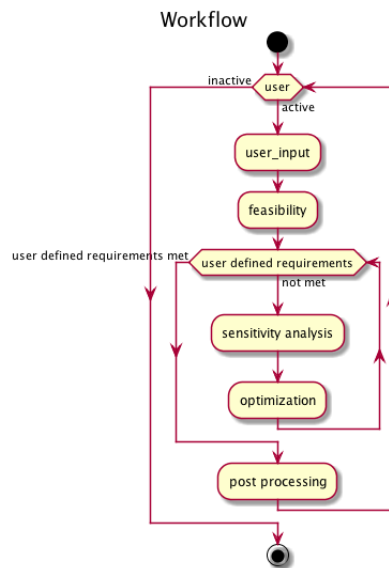 Workflow
inactive
user
active
user_input
feasibility
user defined requirements met
user defined requirements
not met
sensitivity analysis
optimization
post processing